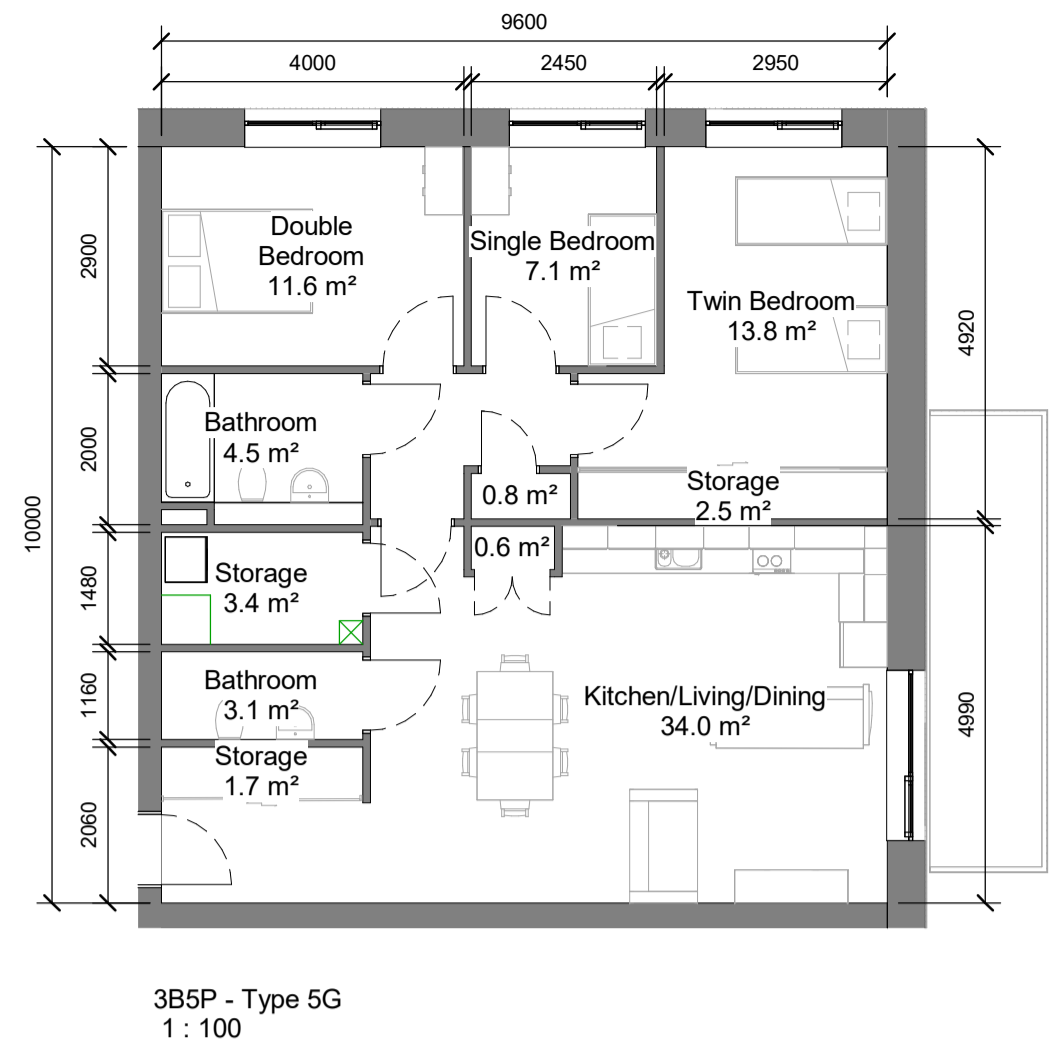 9600
4000
2450
2950
2900
2000
1480
1160
2060
10000
4920
4990
Double
Bedroom
11.6 m²
Single Bedroom
7.1 m²
Twin Bedroom
13.8 m²
Bathroom
4.5 m²
0.8 m²
Storage
2.5 m²
0.6 m²
Storage
3.4 m²
Bathroom
3.1 m²
Kitchen/Living/Dining
34.0 m²
Storage
1.7 m²
3B5P - Type 5G
1 : 100